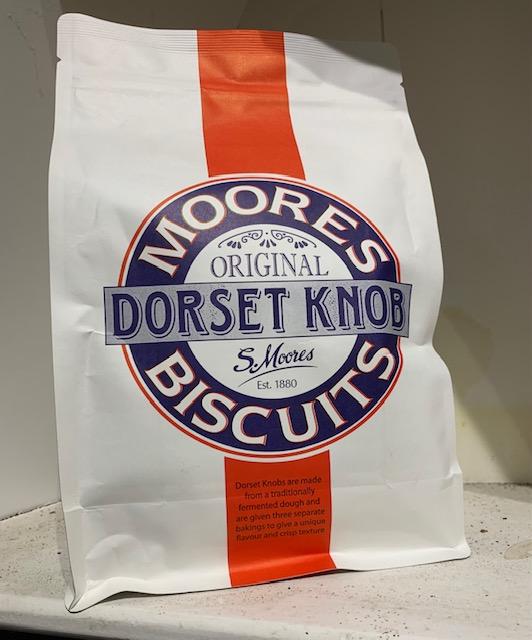 MOORES
ORIGINAL
DORSET KNOB
S. Moores
Est. 1880
BISCUITS
Dorset Knobs are made
from a traditionally
fermented dough and
are given three separate
bakings to give a unique
flavour and crisp texture